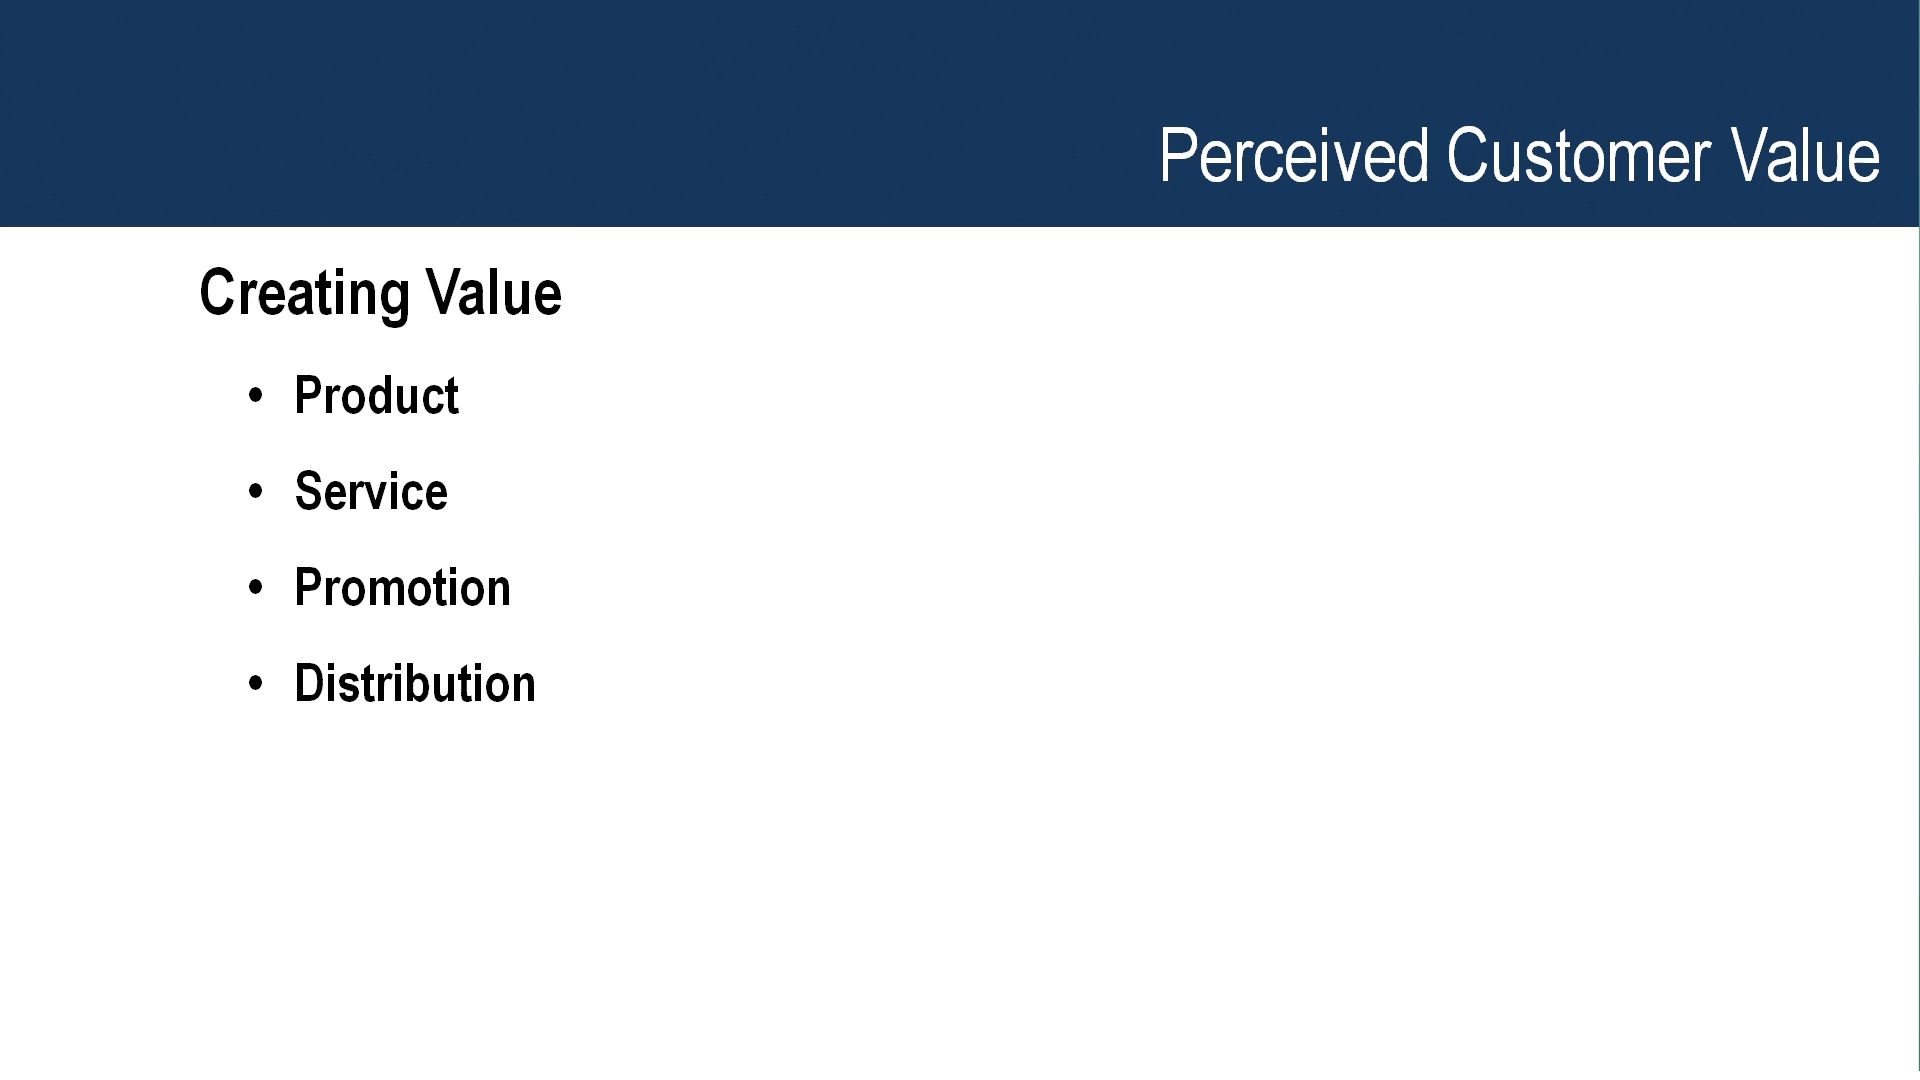 Perceived Customer Value
Creating Value
• Product
• Service
• Promotion
• Distribution